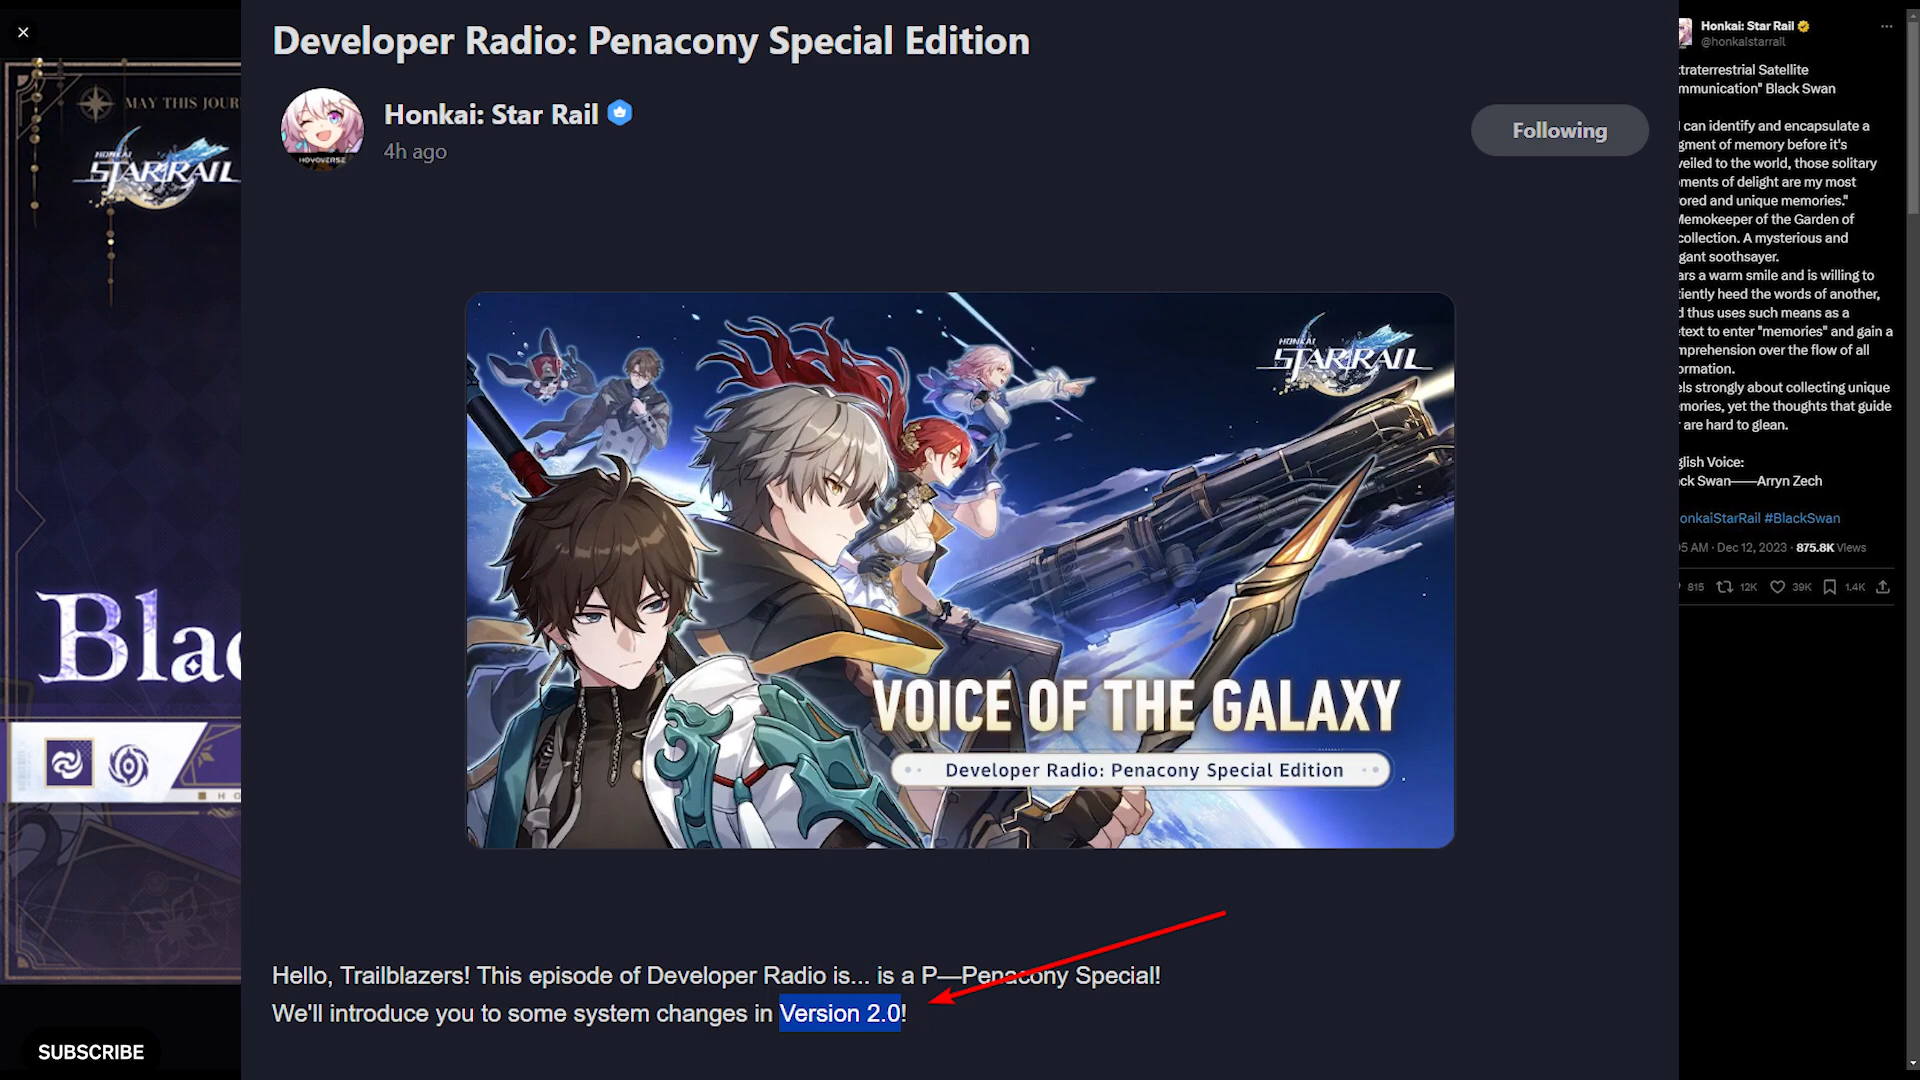 Developer Radio: Penacony Special Edition
Honkai: Star Rail
4h ago
HOYOVERSE
Following
MAY THIS JOUR
HONKAI
STAR RAIL
HONKAI
STAR RAIL
VOICE OF THE GALAXY
Developer Radio: Penacony Special Edition
Hello, Trailblazers! This episode of Developer Radio is... is a P—Penacony Special!
We'll introduce you to some system changes in Version 2.0!
Blac
SUBSCRIBE
Honkai: Star Rail
@honkaistarrail
traterrestrial Satellite
mmunication" Black Swan
can identify and encapsulate a
gment of memory before it's
veiled to the world, those solitary
ments of delight are my most
ored and unique memories."
Memokeeper of the Garden of
collection. A mysterious and
gant soothsayer.
ars a warm smile and is willing to
tiently heed the words of another,
d thus uses such means as a
text to enter "memories" and gain a
mprehension over the flow of all
ormation.
els strongly about collecting unique
mories, yet the thoughts that guide
r are hard to glean.
glish Voice:
ck Swan——Arryn Zech
onkaiStarRail #BlackSwan
05 AM · Dec 12, 2023 · 875.8K Views
815 12K 39K 1.4K